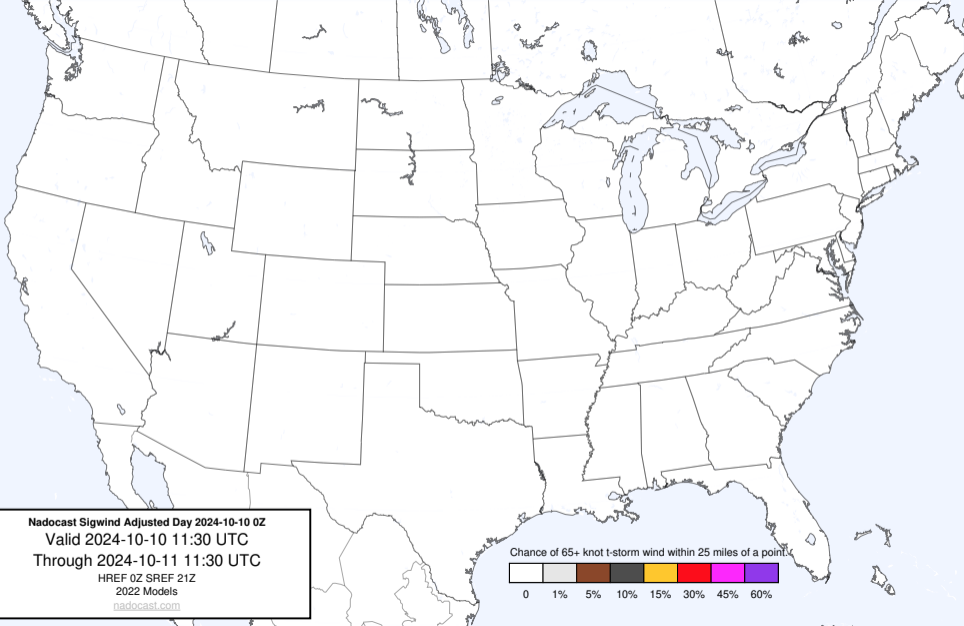 Nadocast Sigwind Adjusted Day 2024-10-10 0Z
Valid 2024-10-10 11:30 UTC
Through 2024-10-11 11:30 UTC
HREF 0Z SREF 21Z
2022 Models
nadocast.com
Chance of 65+ knot t-storm wind within 25 miles of a point.
0 1% 5% 10% 15% 30% 45% 60%